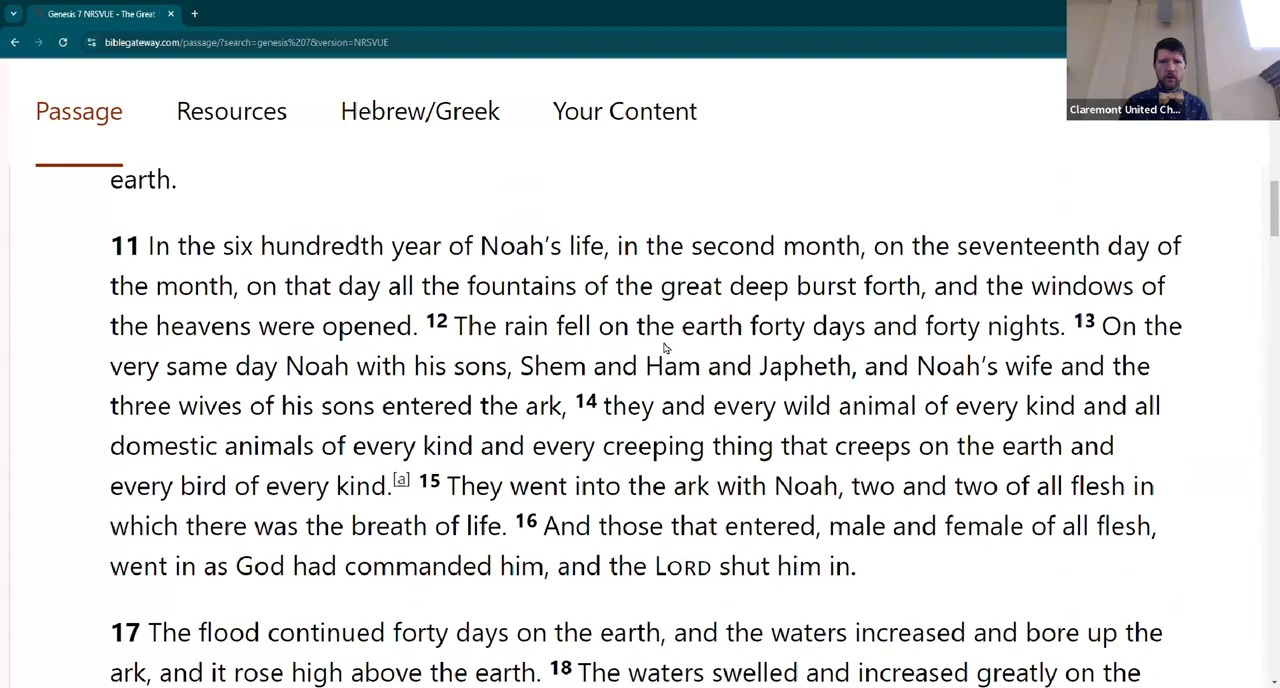 Genesis 7 NRSVUE - The Great
biblegateway.com/passage/?search=genesis%207&version=NRSVUE
Claremont United Ch...
Passage Resources Hebrew/Greek Your Content
earth.
11 In the six hundredth year of Noah’s life, in the second month, on the seventeenth day of
the month, on that day all the fountains of the great deep burst forth, and the windows of
the heavens were opened. 12 The rain fell on the earth forty days and forty nights. 13 On the
very same day Noah with his sons, Shem and Ham and Japheth, and Noah’s wife and the
three wives of his sons entered the ark, 14 they and every wild animal of every kind and all
domestic animals of every kind and every creeping thing that creeps on the earth and
every bird of every kind.[a] 15 They went into the ark with Noah, two and two of all flesh in
which there was the breath of life. 16 And those that entered, male and female of all flesh,
went in as God had commanded him, and the LORD shut him in.
17 The flood continued forty days on the earth, and the waters increased and bore up the
ark, and it rose high above the earth. 18 The waters swelled and increased greatly on the